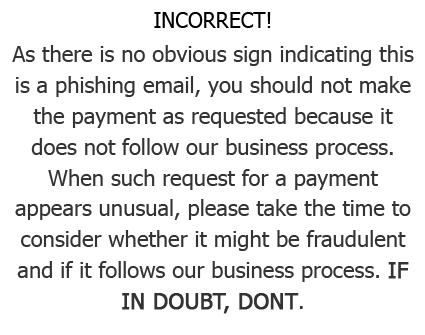 INCORRECT!
As there is no obvious sign indicating this
is a phishing email, you should not make
the payment as requested because it
does not follow our business process.
When such request for a payment
appears unusual, please take the time to
consider whether it might be fraudulent
and if it follows our business process. IF
IN DOUBT, DONT.